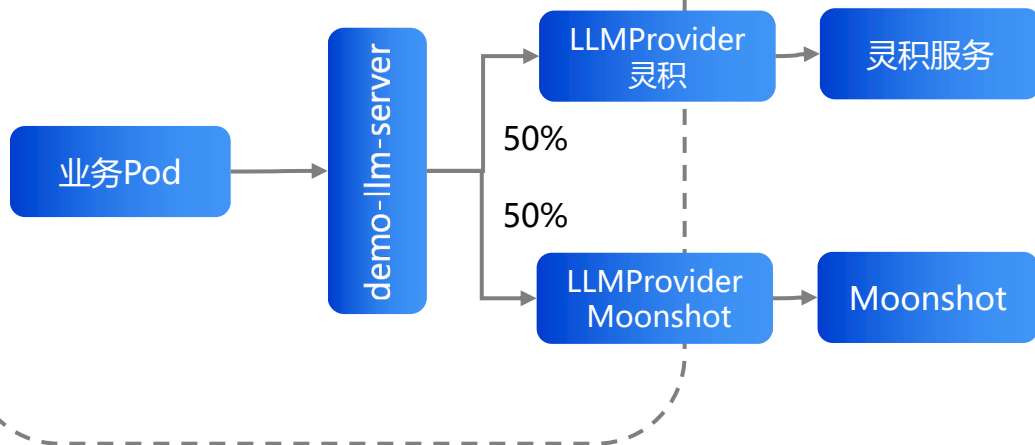 LLMProvider
灵积
灵积服务
demo-llm-server
50%
业务Pod
50%
LLMProvider
Moonshot
Moonshot